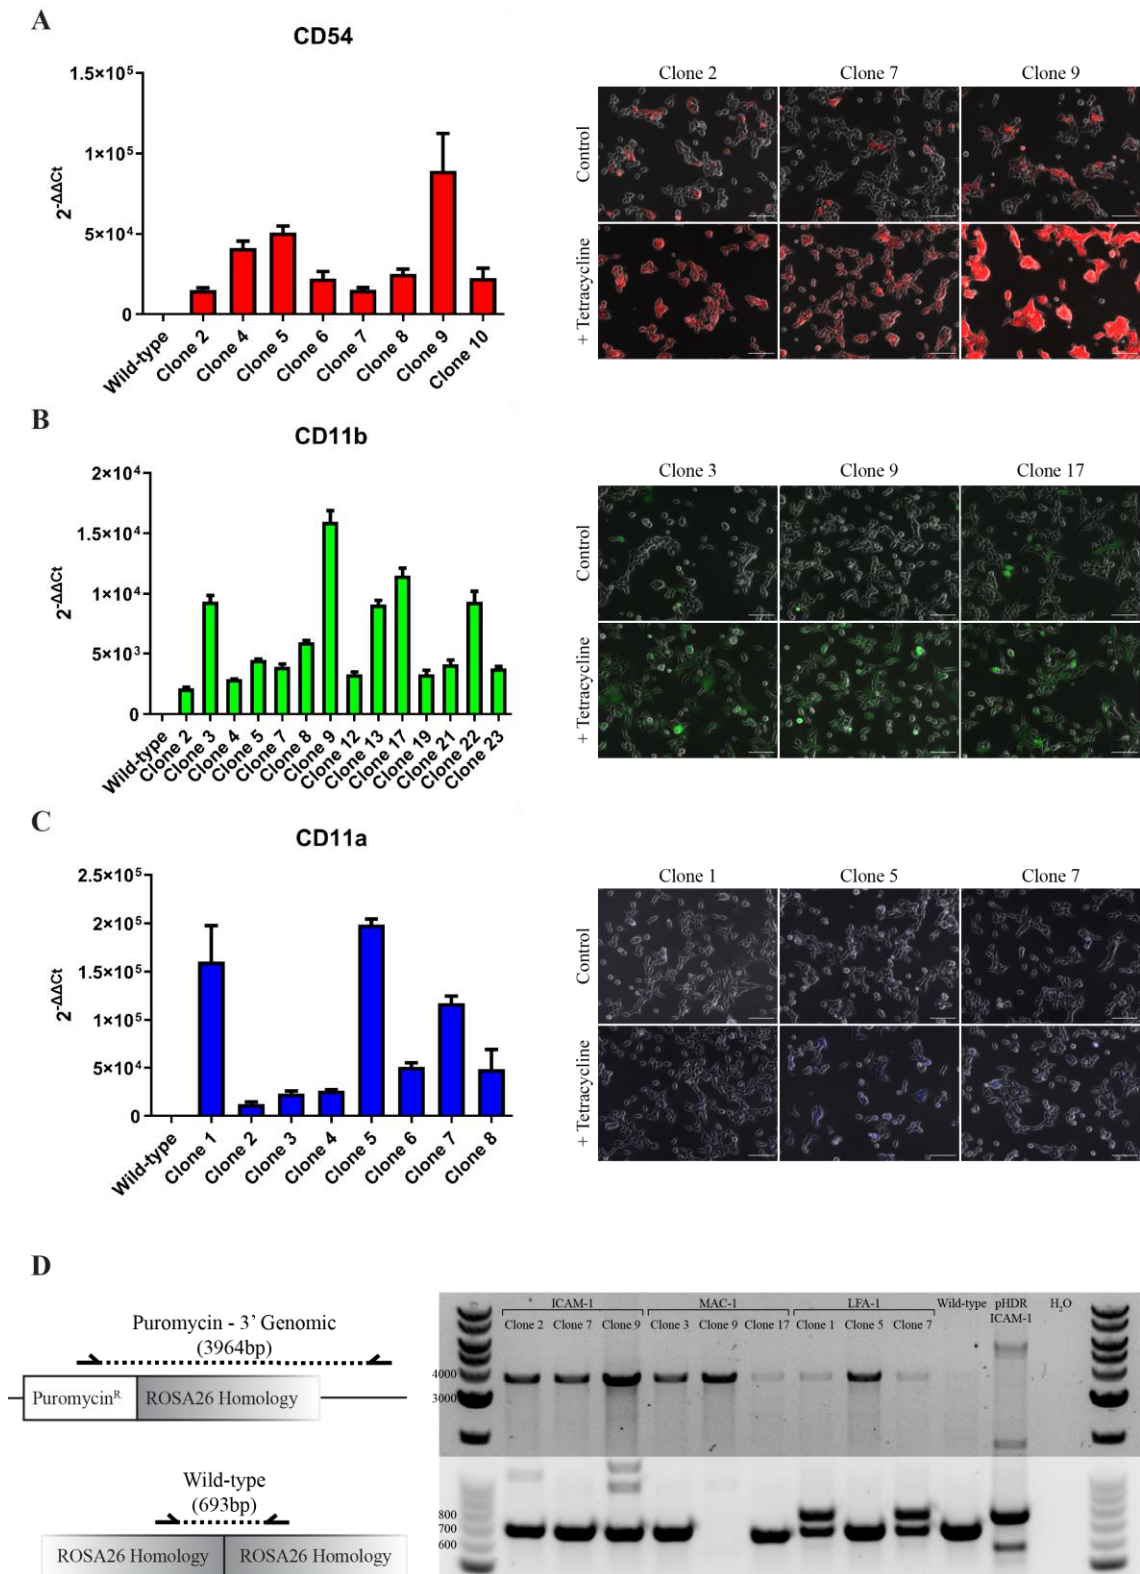 A
CD54
2^-ΔΔCt
1.5×10⁵
1×10⁵
5×10⁴
0
Wild-type
Clone 2
Clone 4
Clone 5
Clone 6
Clone 7
Clone 8
Clone 9
Clone 10
Clone 2 Clone 7 Clone 9
Control
+ Tetracycline
B
CD11b
2^-ΔΔCt
2×10⁴
1.5×10⁴
1×10⁴
5×10³
0
Wild-type
Clone 2
Clone 3
Clone 4
Clone 5
Clone 7
Clone 8
Clone 9
Clone 12
Clone 13
Clone 17
Clone 19
Clone 21
Clone 22
Clone 23
Clone 3 Clone 9 Clone 17
Control
+ Tetracycline
C
CD11a
2^-ΔΔCt
2.5×10⁵
2×10⁵
1.5×10⁵
1×10⁵
5×10⁴
0
Wild-type
Clone 1
Clone 2
Clone 3
Clone 4
Clone 5
Clone 6
Clone 7
Clone 8
Clone 1 Clone 5 Clone 7
Control
+ Tetracycline
D
Puromycin - 3' Genomic
(3964bp)
Puromycinᴿ ROSA26 Homology
Wild-type
(693bp)
ROSA26 Homology ROSA26 Homology
ICAM-1 MAC-1 LFA-1 Wild-type pHDR H₂O
ICAM-1
Clone 2 Clone 7 Clone 9 Clone 3 Clone 9 Clone 17 Clone 1 Clone 5 Clone 7
4000
3000
800
700
600